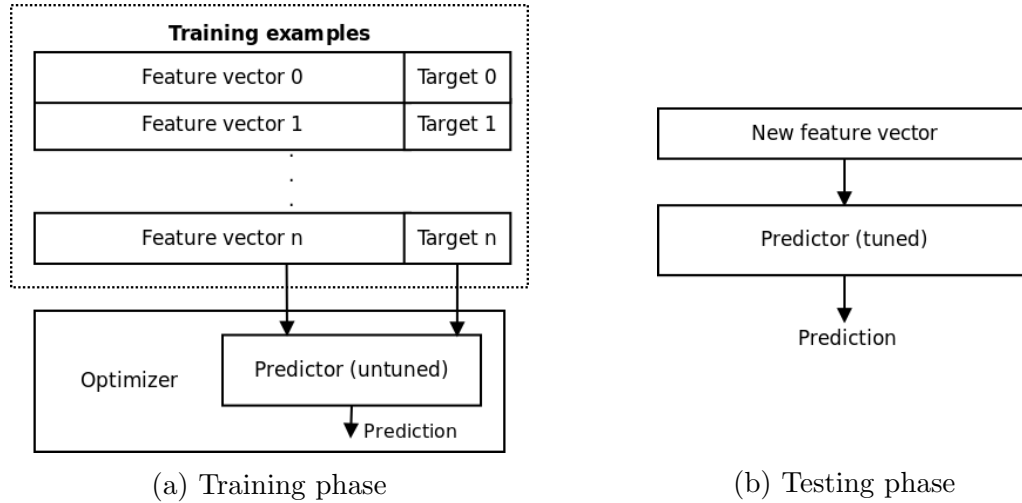 Training examples
Feature vector 0
Target 0
Feature vector 1
Target 1
Feature vector n
Target n
Optimizer
Predictor (untuned)
Prediction
(a) Training phase
New feature vector
Predictor (tuned)
Prediction
(b) Testing phase